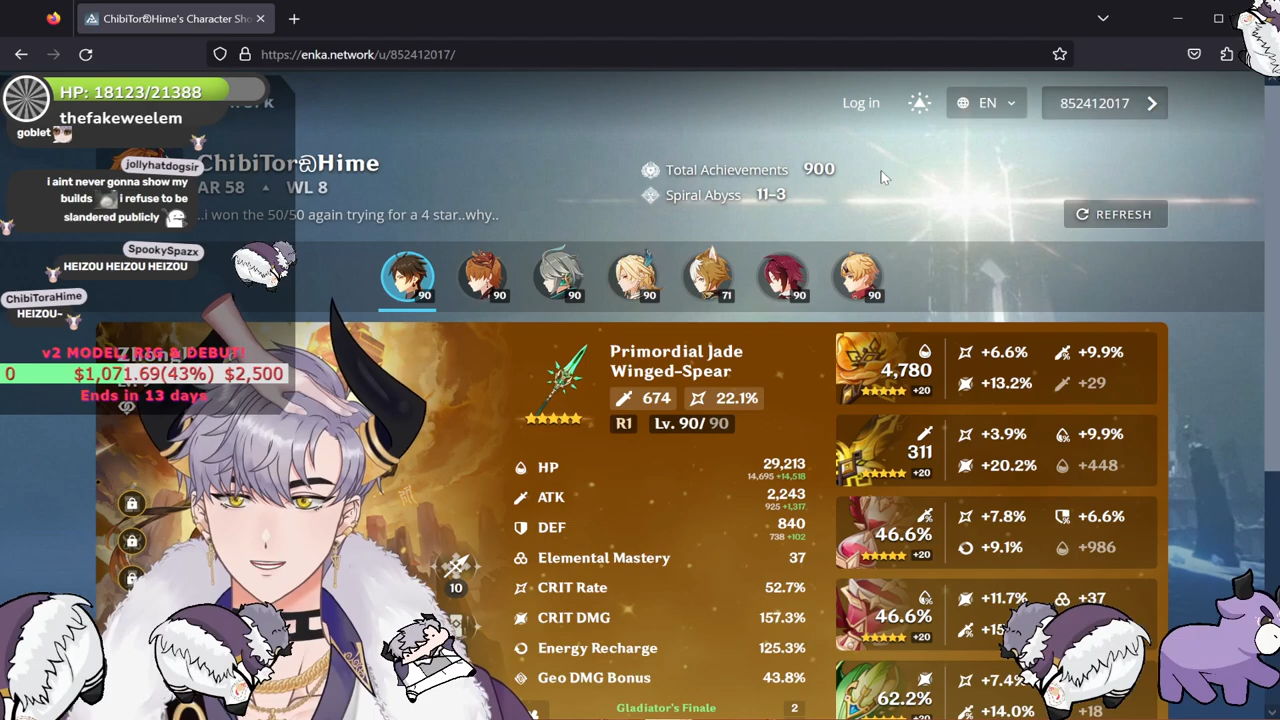 ChibiTorഇHime's Character Sho
https://enka.network/u/852412017/
HP: 18123/21388
thefakeweelem
goblet
jollyhatdogsir
i aint never gonna show my
builds i refuse to be
slandered publicly
SpookySpazx
HEIZOU HEIZOU HEIZOU
ChibiToraHime
HEIZOU~
v2 MODEL, RIG & DEBUT!
0 $1,071.69(43%) $2,500
Ends in 13 days
Log in
EN
852412017
ChibiTorഇHime
AR 58 WL 8
..i won the 50/50 again trying for a 4 star..why..
Total Achievements 900
Spiral Abyss 11-3
REFRESH
90 90 90 90 71 90 90
Primordial Jade
Winged-Spear
674 22.1%
R1 Lv. 90/ 90
HP 29,213
14,695 +14,518
ATK 2,243
925 +1,317
DEF 840
738 +102
Elemental Mastery 37
CRIT Rate 52.7%
CRIT DMG 157.3%
Energy Recharge 125.3%
Geo DMG Bonus 43.8%
Gladiator's Finale 2
10
4,780 +20
+6.6% +9.9%
+13.2% +29
311 +20
+3.9% +9.9%
+20.2% +448
46.6% +20
+7.8% +6.6%
+9.1% +986
46.6% +20
+11.7% +37
62.2%
+14.0% +18